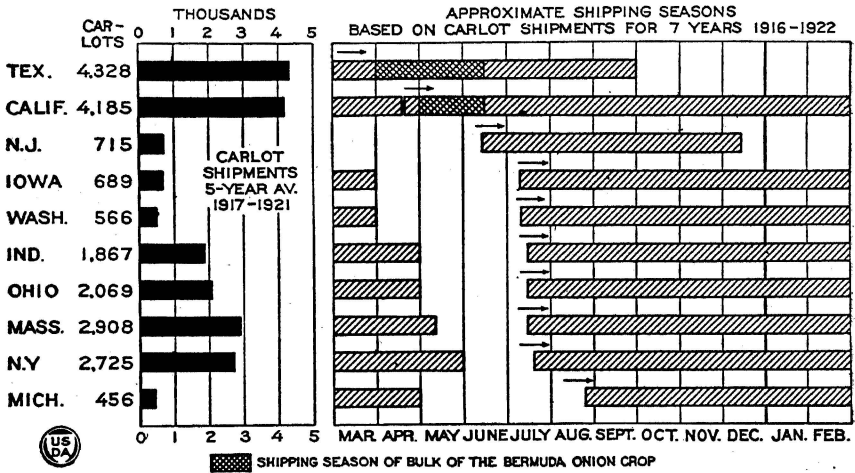 THOUSANDS
APPROXIMATE SHIPPING SEASONS
BASED ON CARLOT SHIPMENTS FOR 7 YEARS 1916-1922
CAR-
LOTS
0 1 2 3 4 5
TEX. 4,328
CALIF. 4,185
N.J. 715
IOWA 689
WASH. 566
IND. 1,867
OHIO 2,069
MASS. 2,908
N.Y 2,725
MICH. 456
CARLOT
SHIPMENTS
5-YEAR AV.
1917-1921
0 1 2 3 4 5
MAR. APR. MAY JUNE JULY AUG. SEPT. OCT. NOV. DEC. JAN. FEB.
US
DA
SHIPPING SEASON OF BULK OF THE BERMUDA ONION CROP